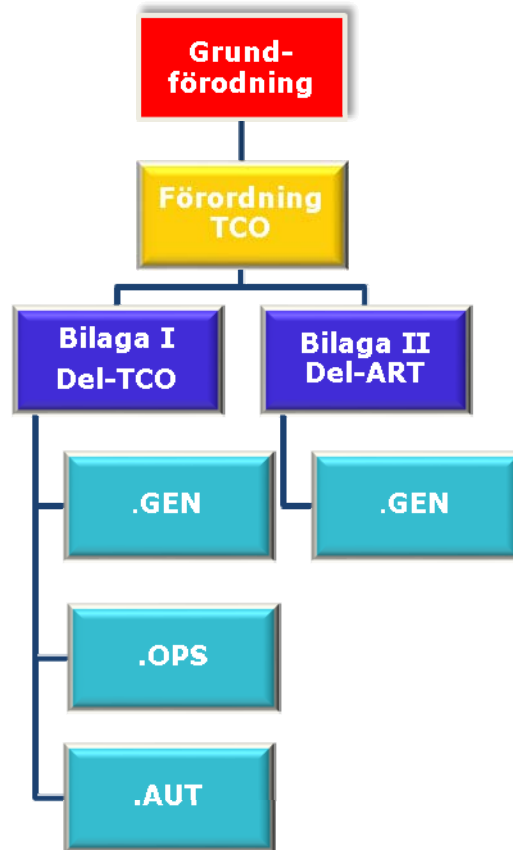 Grund-
förodning
Förordning
TCO
Bilaga I
Del-TCO
Bilaga II
Del-ART
.GEN
.GEN
.OPS
.AUT